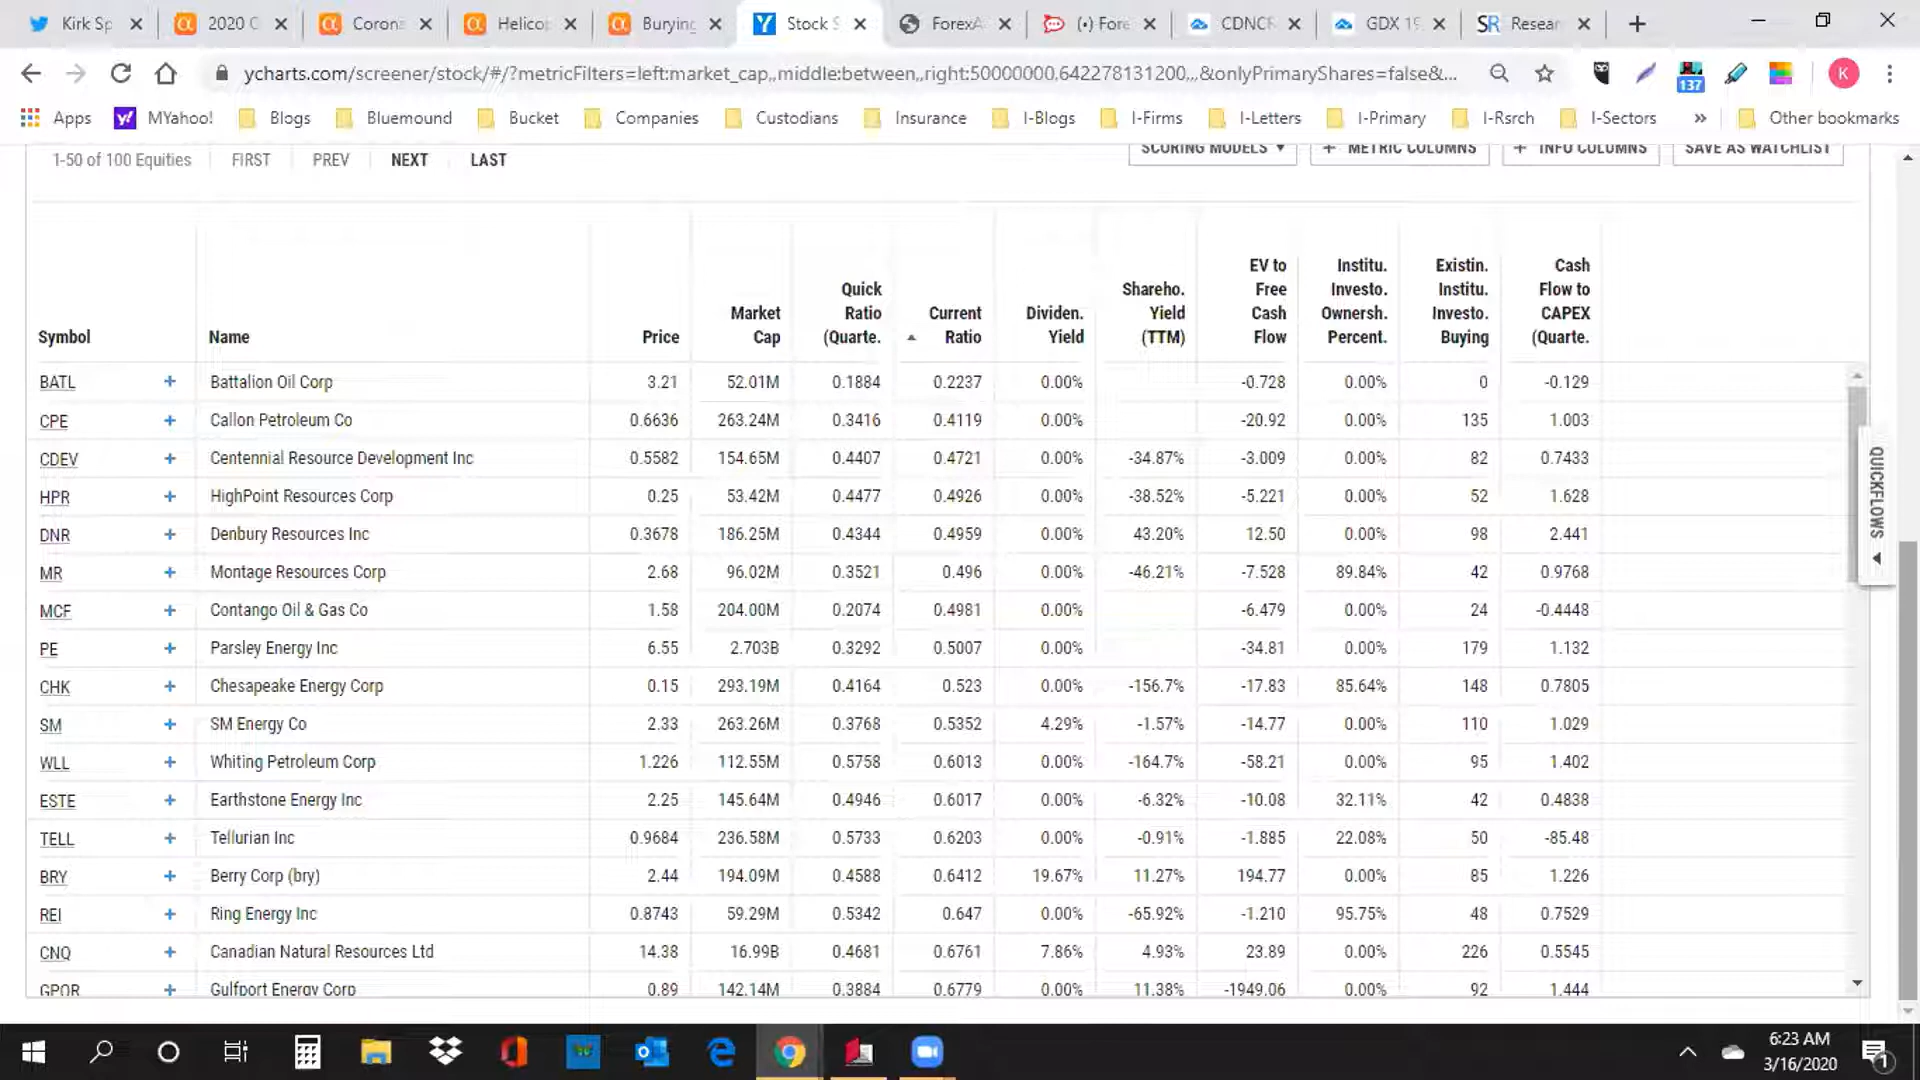 Kirk Sp
2020 C
Corona
Helicop
Burying
Stock S
ForexA
(•) Fore
CDNCR
GDX 19
SR Resear
ycharts.com/screener/stock/#/?metricFilters=left:market_cap,,middle:between,,right:50000000,642278131200,,,&onlyPrimaryShares=false&...
137
K
Apps
MYahoo!
Blogs
Bluemound
Bucket
Companies
Custodians
Insurance
I-Blogs
I-Firms
I-Letters
I-Primary
I-Rsrch
I-Sectors
»
Other bookmarks
1-50 of 100 Equities FIRST PREV NEXT LAST
SCORING MODELS + METRIC COLUMNS + INFO COLUMNS SAVE AS WATCHLIST
Symbol
Name
Price
Market Cap
Quick Ratio (Quarte.
Current Ratio
Dividen. Yield
Shareho. Yield (TTM)
EV to Free Cash Flow
Institu. Investo. Ownersh. Percent.
Existin. Institu. Investo. Buying
Cash Flow to CAPEX (Quarte.
BATL + Battalion Oil Corp 3.21 52.01M 0.1884 0.2237 0.00% -0.728 0.00% 0 -0.129
CPE + Callon Petroleum Co 0.6636 263.24M 0.3416 0.4119 0.00% -20.92 0.00% 135 1.003
CDEV + Centennial Resource Development Inc 0.5582 154.65M 0.4407 0.4721 0.00% -34.87% -3.009 0.00% 82 0.7433
HPR + HighPoint Resources Corp 0.25 53.42M 0.4477 0.4926 0.00% -38.52% -5.221 0.00% 52 1.628
DNR + Denbury Resources Inc 0.3678 186.25M 0.4344 0.4959 0.00% 43.20% 12.50 0.00% 98 2.441
MR + Montage Resources Corp 2.68 96.02M 0.3521 0.496 0.00% -46.21% -7.528 89.84% 42 0.9768
MCF + Contango Oil & Gas Co 1.58 204.00M 0.2074 0.4981 0.00% -6.479 0.00% 24 -0.4448
PE + Parsley Energy Inc 6.55 2.703B 0.3292 0.5007 0.00% -34.81 0.00% 179 1.132
CHK + Chesapeake Energy Corp 0.15 293.19M 0.4164 0.523 0.00% -156.7% -17.83 85.64% 148 0.7805
SM + SM Energy Co 2.33 263.26M 0.3768 0.5352 4.29% -1.57% -14.77 0.00% 110 1.029
WLL + Whiting Petroleum Corp 1.226 112.55M 0.5758 0.6013 0.00% -164.7% -58.21 0.00% 95 1.402
ESTE + Earthstone Energy Inc 2.25 145.64M 0.4946 0.6017 0.00% -6.32% -10.08 32.11% 42 0.4838
TELL + Tellurian Inc 0.9684 236.58M 0.5733 0.6203 0.00% -0.91% -1.885 22.08% 50 -85.48
BRY + Berry Corp (bry) 2.44 194.09M 0.4588 0.6412 19.67% 11.27% 194.77 0.00% 85 1.226
REI + Ring Energy Inc 0.8743 59.29M 0.5342 0.647 0.00% -65.92% -1.210 95.75% 48 0.7529
CNQ + Canadian Natural Resources Ltd 14.38 16.99B 0.4681 0.6761 7.86% 4.93% 23.89 0.00% 226 0.5545
GPOR + Gulfport Energy Corp 0.89 142.14M 0.3884 0.6779 0.00% 11.38% -1949.06 0.00% 92 1.444
QUICKFLOWS
6:23 AM
3/16/2020
1